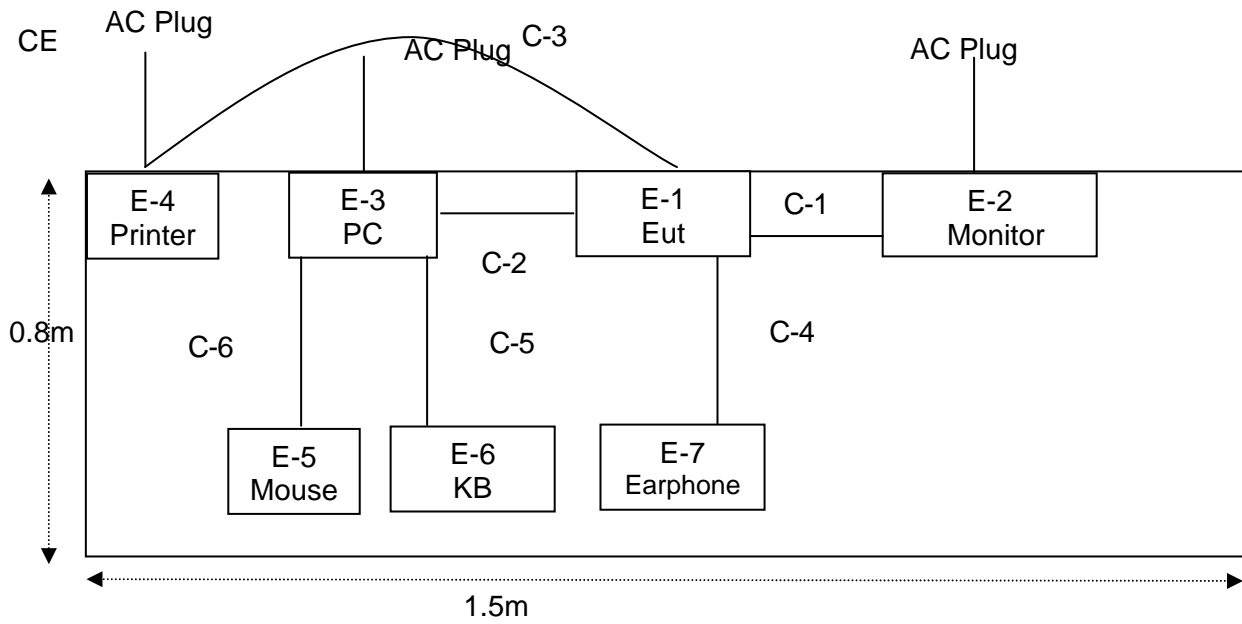 CE
AC Plug
AC Plug
C-3
AC Plug
E-4
Printer
E-3
PC
E-1
Eut
C-1
E-2
Monitor
C-2
0.8m
C-6
C-5
C-4
E-5
Mouse
E-6
KB
E-7
Earphone
1.5m